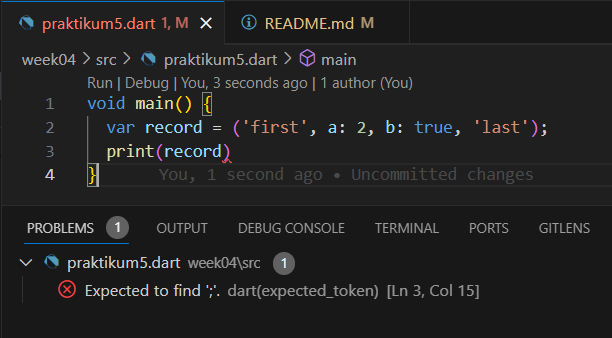 praktikum5.dart 1, M × README.md M
week04 > src > praktikum5.dart > main
Run | Debug | You, 3 seconds ago | 1 author (You)
1 void main() {
2 var record = ('first', a: 2, b: true, 'last');
3 print(record)
4 } You, 1 second ago • Uncommitted changes
PROBLEMS 1 OUTPUT DEBUG CONSOLE TERMINAL PORTS GITLENS
praktikum5.dart week04\src 1
Expected to find ';'. dart(expected_token) [Ln 3, Col 15]